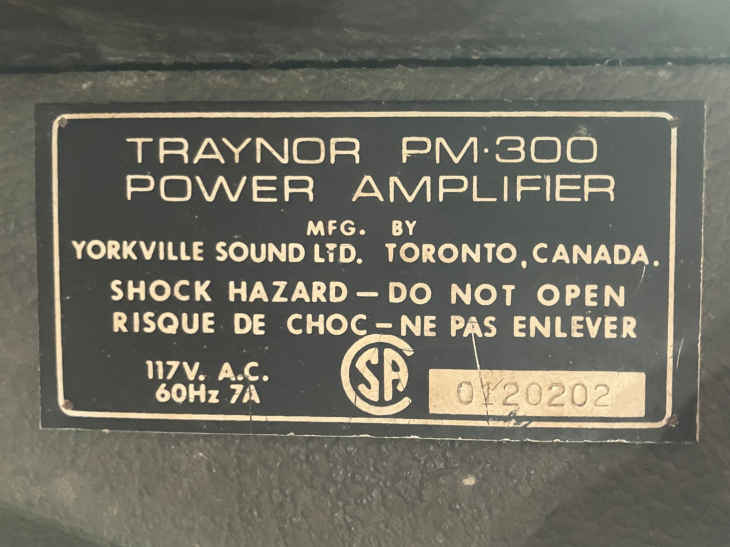 TRAYNOR PM·300
POWER AMPLIFIER
MFG. BY
YORKVILLE SOUND LTD. TORONTO, CANADA.
SHOCK HAZARD – DO NOT OPEN
RISQUE DE CHOC – NE PAS ENLEVER
117V. A.C.
60Hz 7A
CSA
0120202